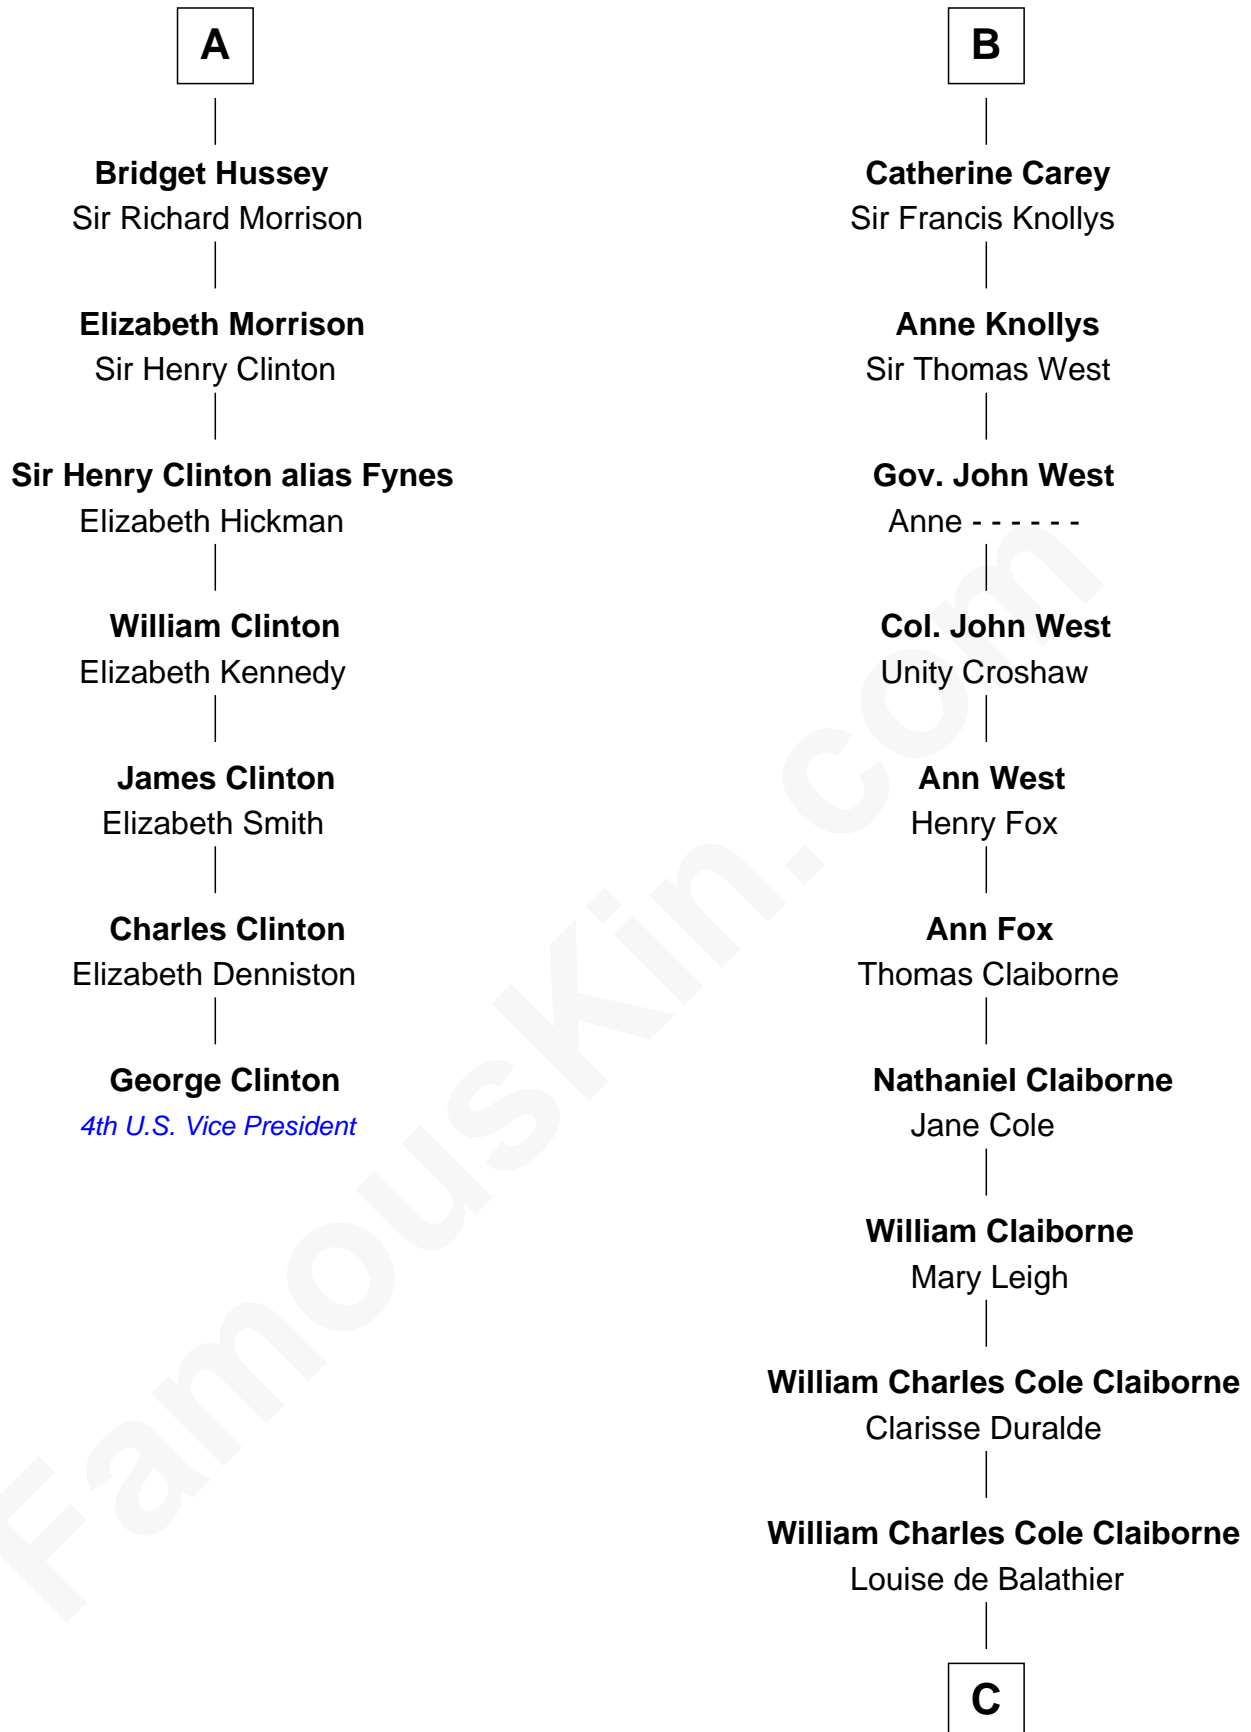 A
Bridget Hussey
Sir Richard Morrison
Elizabeth Morrison
Sir Henry Clinton
Sir Henry Clinton alias Fynes
Elizabeth Hickman
William Clinton
Elizabeth Kennedy
James Clinton
Elizabeth Smith
Charles Clinton
Elizabeth Denniston
George Clinton
4th U.S. Vice President
B
Catherine Carey
Sir Francis Knollys
Anne Knollys
Sir Thomas West
Gov. John West
Anne - - - - - -
Col. John West
Unity Croshaw
Ann West
Henry Fox
Ann Fox
Thomas Claiborne
Nathaniel Claiborne
Jane Cole
William Claiborne
Mary Leigh
William Charles Cole Claiborne
Clarisse Duralde
William Charles Cole Claiborne
Louise de Balathier
C
FamousKin.com